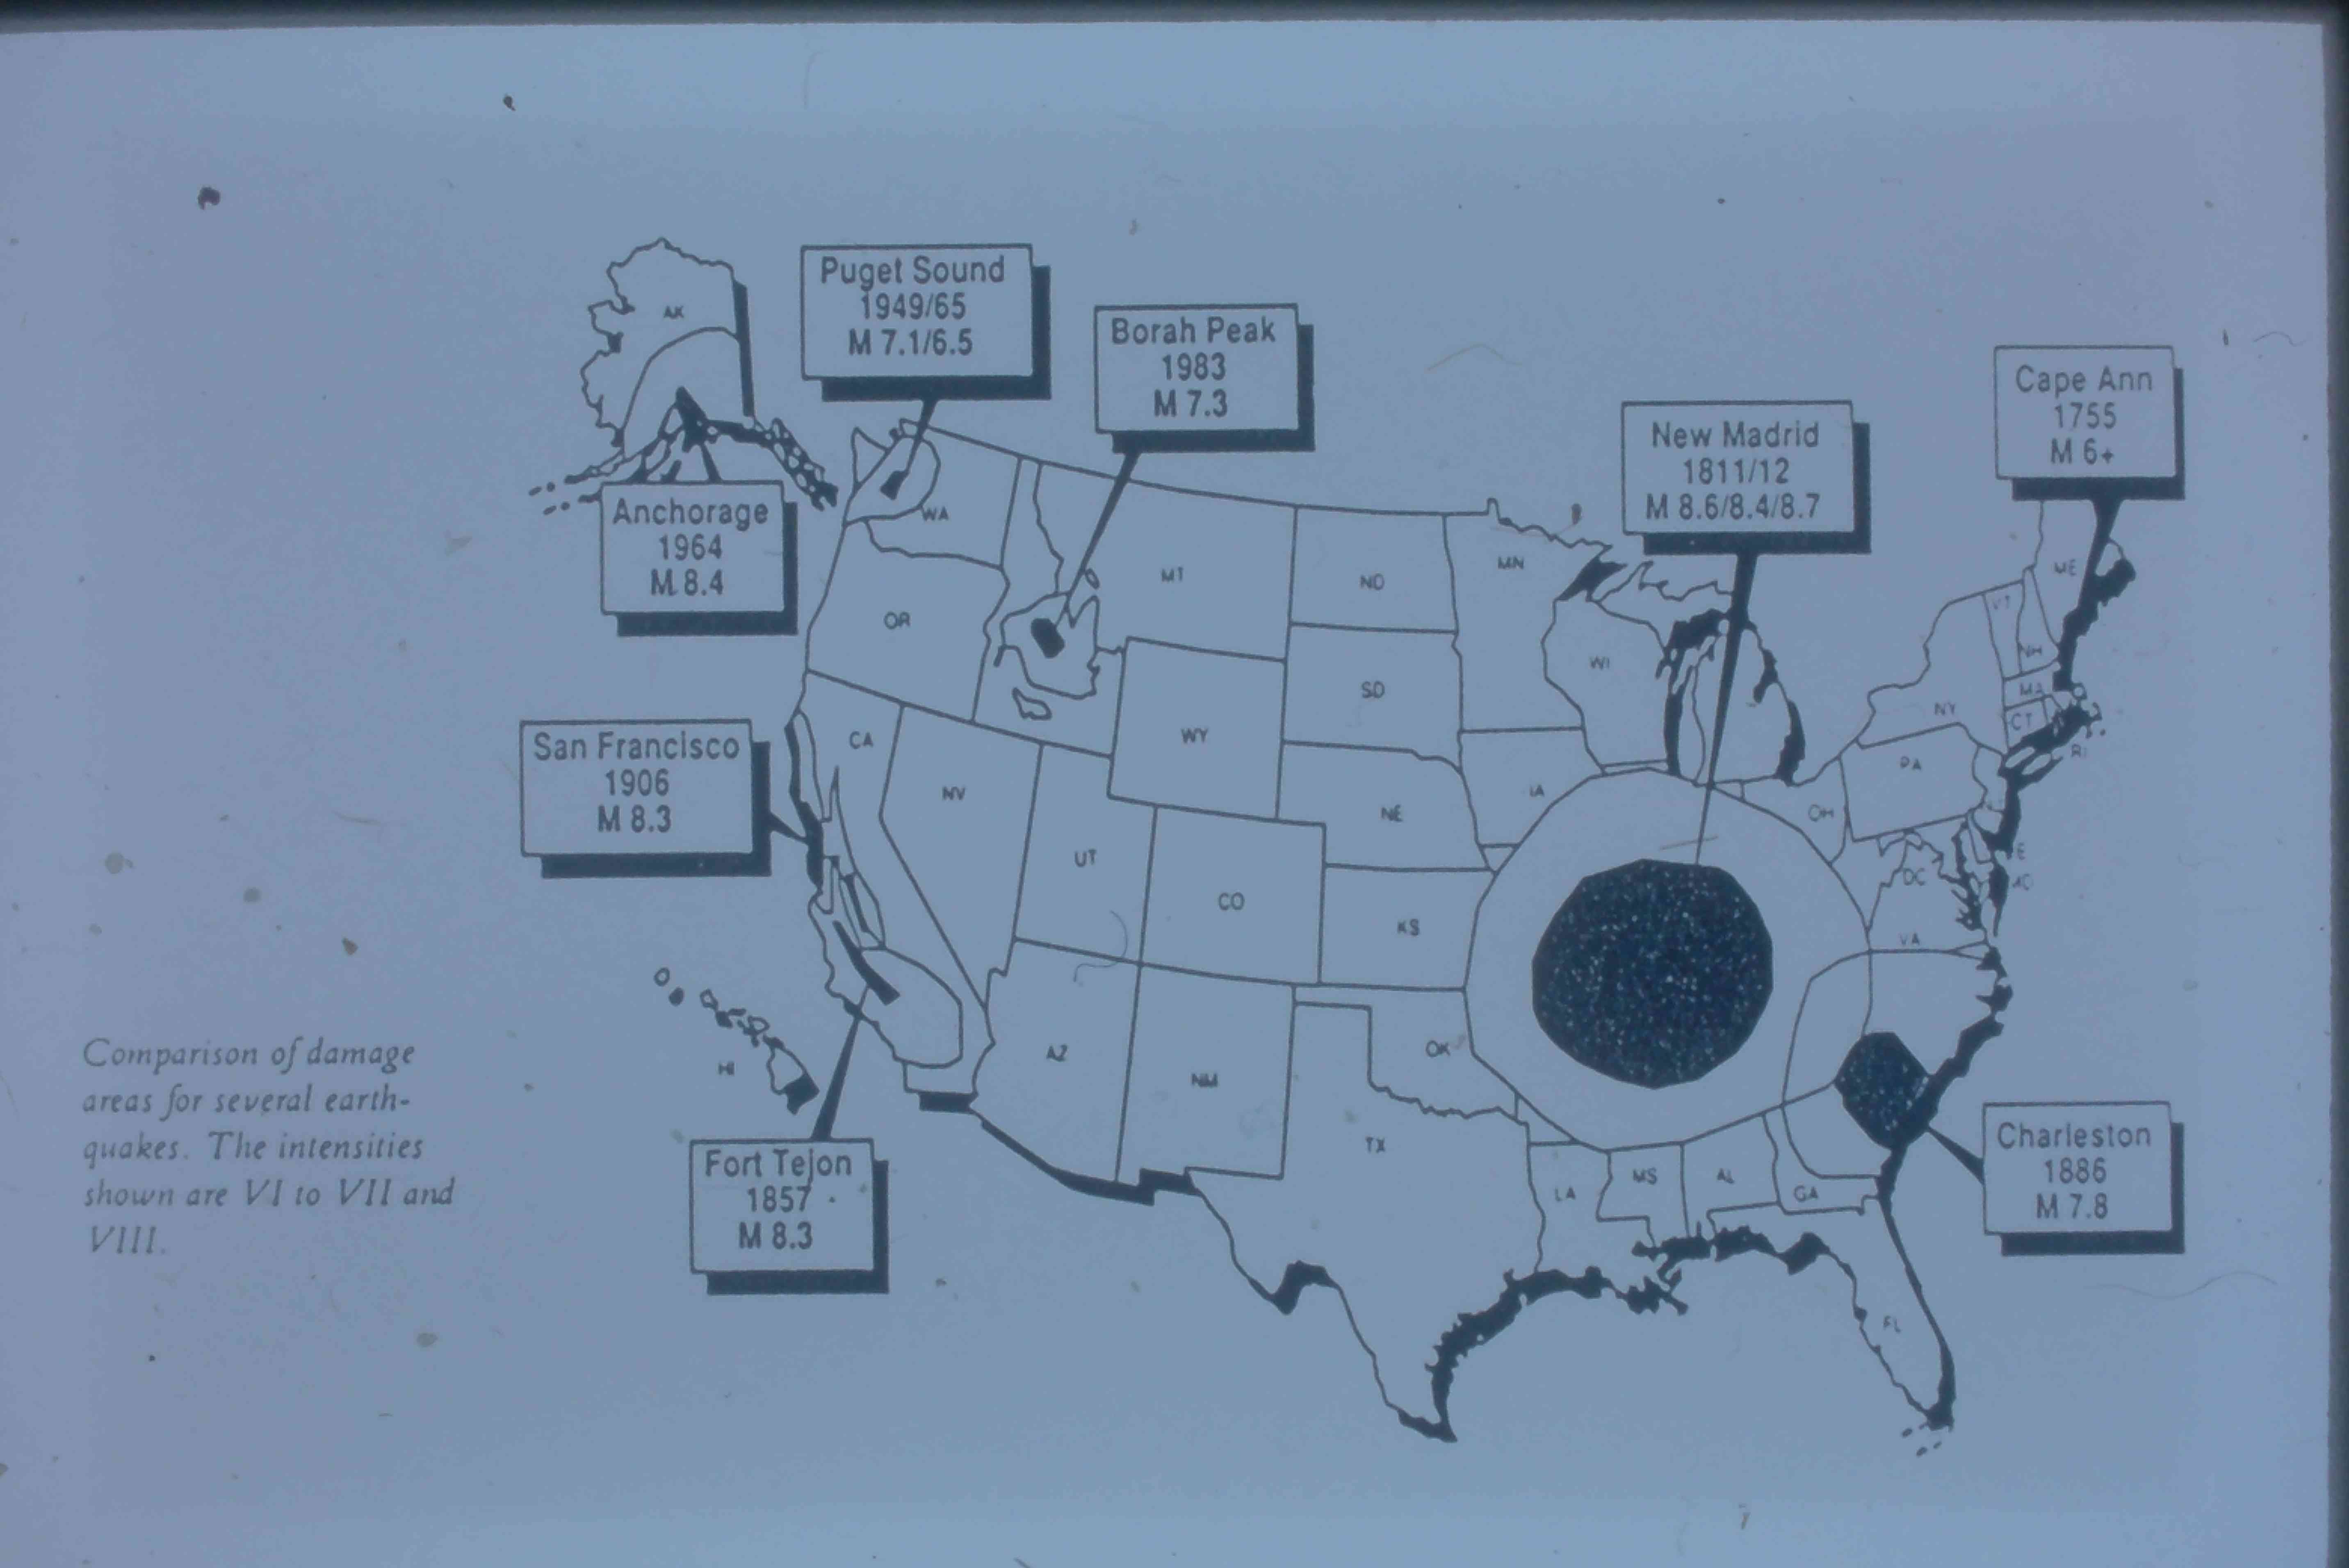 Puget Sound
1949/65
M 7.1/6.5
Borah Peak
1983
M 7.3
Cape Ann
1755
M 6+
New Madrid
1811/12
M 8.6/8.4/8.7
AK
Anchorage
1964
M 8.4
WA
MT
ND
MN
ME
VT
OR
NH
WI
SD
MA
NY
CT
RI
San Francisco
1906
M 8.3
CA
WY
PA
NV
IA
NE
OH
UT
DC
CO
KS
VA
HI
AZ
NM
OK
Comparison of damage
areas for several earth-
quakes. The intensities
shown are VI to VII and
VIII.
TX
Charleston
1886
M 7.8
Fort Tejon
1857
M 8.3
LA
MS
AL
GA
FL